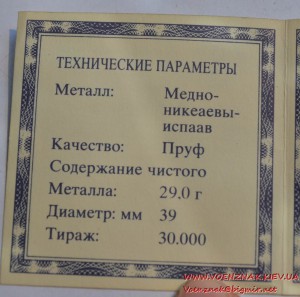 ТЕХНИЧЕСКИЕ ПАРАМЕТРЫ
Металл: Медно-
никеаевы-
испаав
Качество: Пруф
Содержание чистого
Металла: 29,0 г
Диаметр: мм 39
Тираж: 30.000
WWW.VOENZNAK.KIEV.UA
Voenznak@bigmir.net